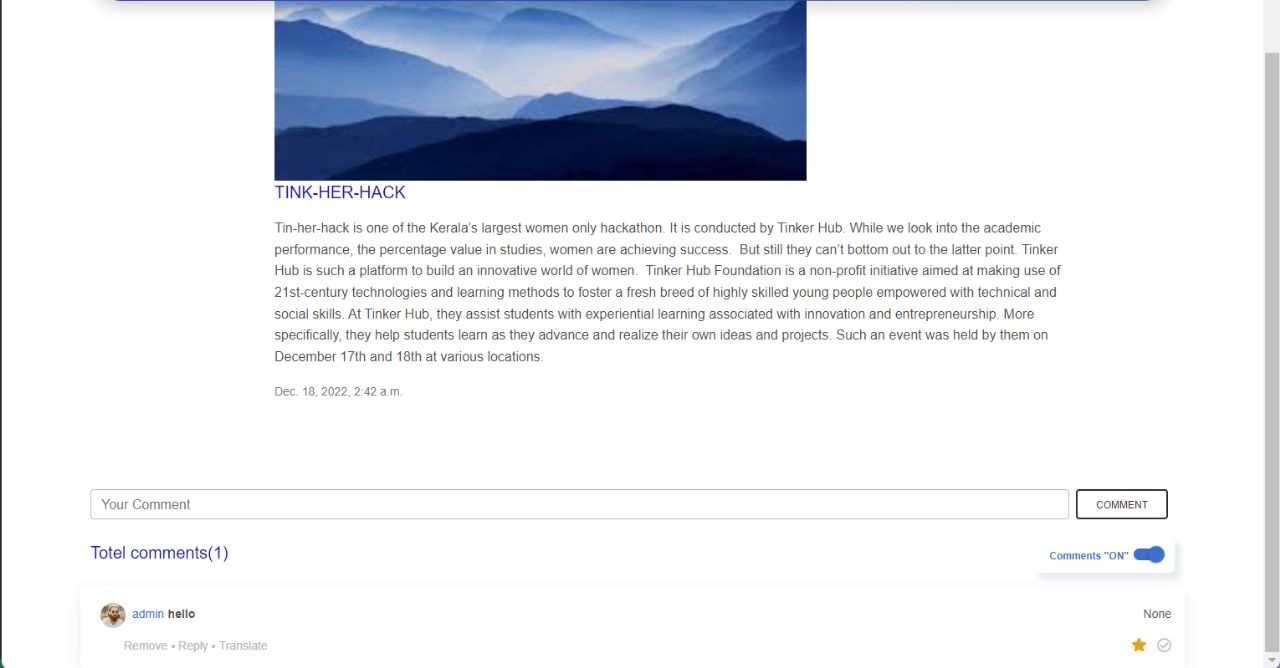 TINK-HER-HACK
Tin-her-hack is one of the Kerala's largest women only hackathon. It is conducted by Tinker Hub. While we look into the academic
performance, the percentage value in studies, women are achieving success.  But still they can't bottom out to the latter point. Tinker
Hub is such a platform to build an innovative world of women.  Tinker Hub Foundation is a non-profit initiative aimed at making use of
21st-century technologies and learning methods to foster a fresh breed of highly skilled young people empowered with technical and
social skills. At Tinker Hub, they assist students with experiential learning associated with innovation and entrepreneurship. More
specifically, they help students learn as they advance and realize their own ideas and projects. Such an event was held by them on
December 17th and 18th at various locations.
Dec. 18, 2022, 2:42 a.m.
Your Comment COMMENT
Totel comments(1) Comments "ON"
admin hello None
Remove • Reply • Translate